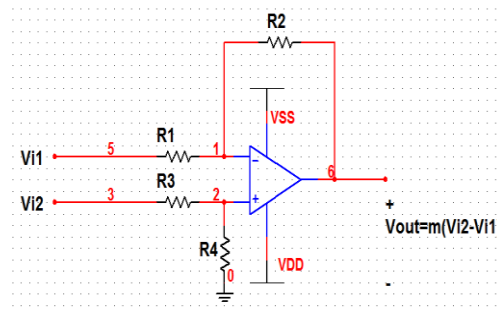 R2
VSS
R1
Vi1
5
1
-
6
R3
Vi2
3
2
+
+
Vout=m(Vi2-Vi1
R4
0
VDD
-